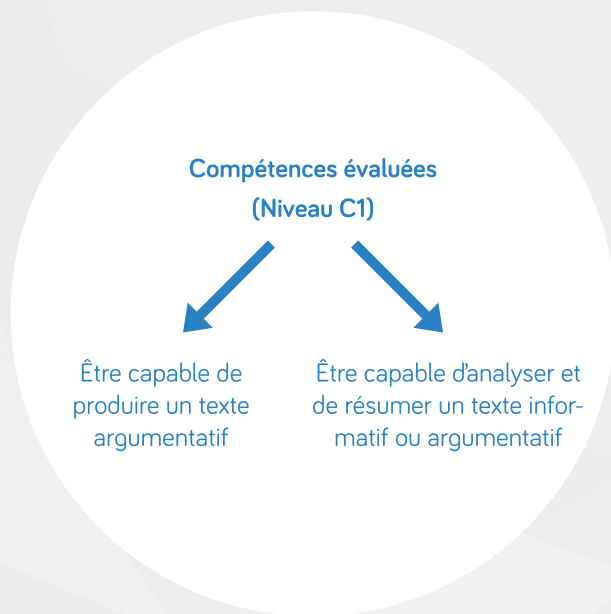 Compétences évaluées
(Niveau C1)
Être capable de
produire un texte
argumentatif
Être capable d'analyser et
de résumer un texte infor-
matif ou argumentatif